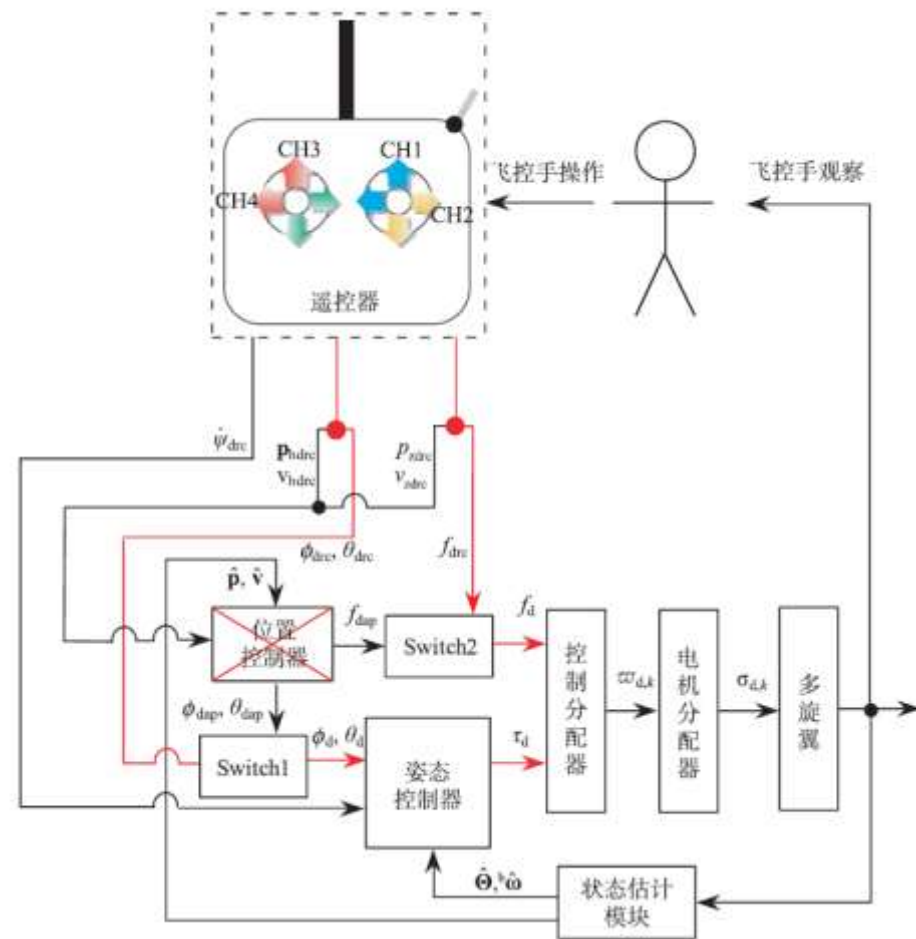 CH3
CH1
CH4
CH2
遥控器
飞控手操作
飞控手观察
ψ̇drc
phdrc
vhdrc
pzdrc
vzdrc
ϕdrc, θdrc
fdrc
p̂, v̂
位置
控制器
fdap
Switch2
fd
控制分配器
ϖd,k
电机分配器
σd,k
多旋翼
ϕdap, θdap
Switch1
ϕd, θd
姿态
控制器
τd
Θ̂, ᵇω̂
状态估计
模块